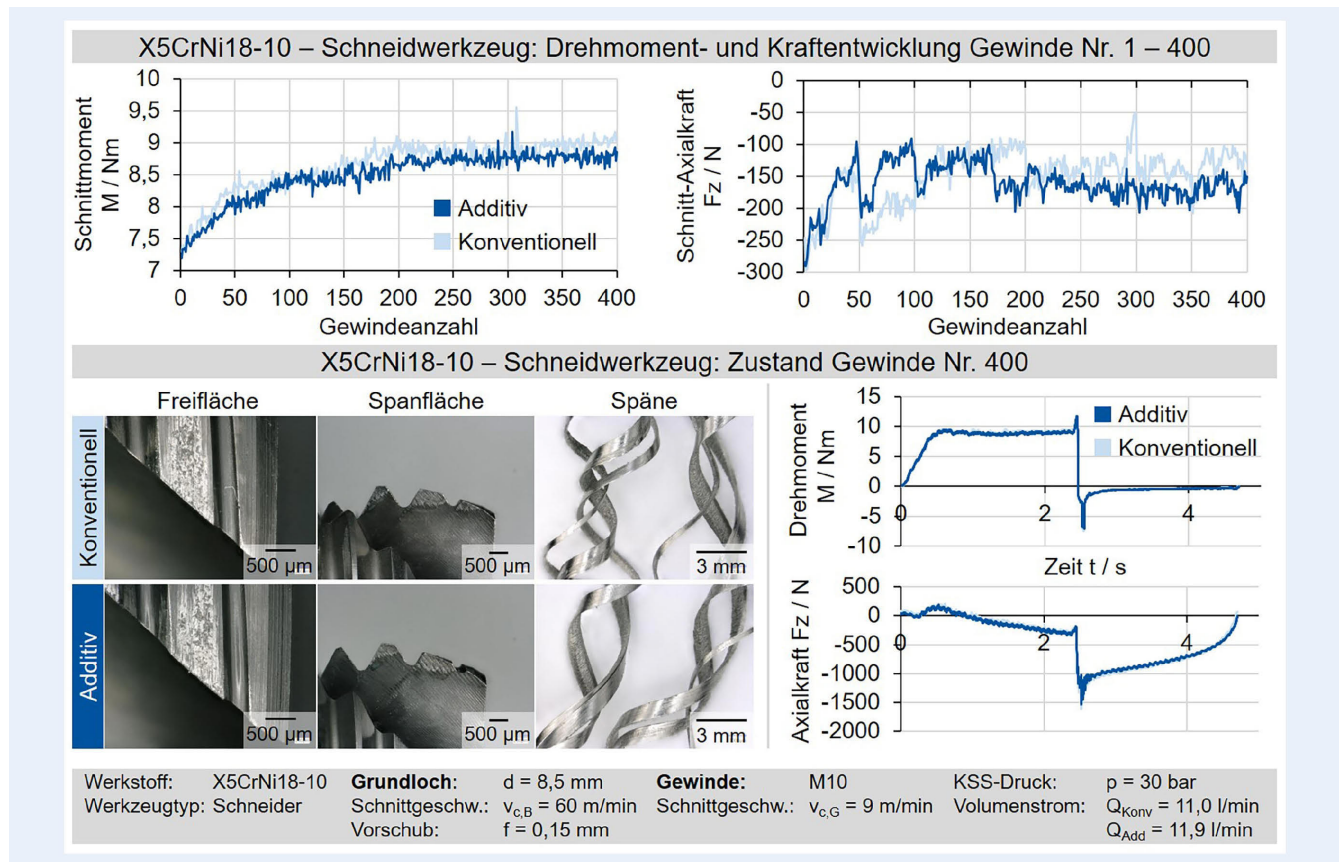 X5CrNi18-10 – Schneidwerkzeug: Drehmoment- und Kraftentwicklung Gewinde Nr. 1 – 400
Schnittmoment
M / Nm
10
9,5
9
8,5
8
7,5
7
0 50 100 150 200 250 300 350 400
Gewindeanzahl
Additiv
Konventionell
Schnitt-Axialkraft
Fz / N
0
-50
-100
-150
-200
-250
-300
0 50 100 150 200 250 300 350 400
Gewindeanzahl
X5CrNi18-10 – Schneidwerkzeug: Zustand Gewinde Nr. 400
Freifläche Spanfläche Späne
Konventionell
500 µm 500 µm 3 mm
Additiv
500 µm 500 µm 3 mm
Drehmoment
M / Nm
15
10
5
0
-5
-10
0 2 4
Additiv
Konventionell
Zeit t / s
Axialkraft Fz / N
500
0
-500
-1000
-1500
-2000
0 2 4
Werkstoff: X5CrNi18-10 Grundloch: d = 8,5 mm Gewinde: M10 KSS-Druck: p = 30 bar
Werkzeugtyp: Schneider Schnittgeschw.: vc,B = 60 m/min Schnittgeschw.: vc,G = 9 m/min Volumenstrom: QKonv = 11,0 l/min
Vorschub: f = 0,15 mm QAdd = 11,9 l/min